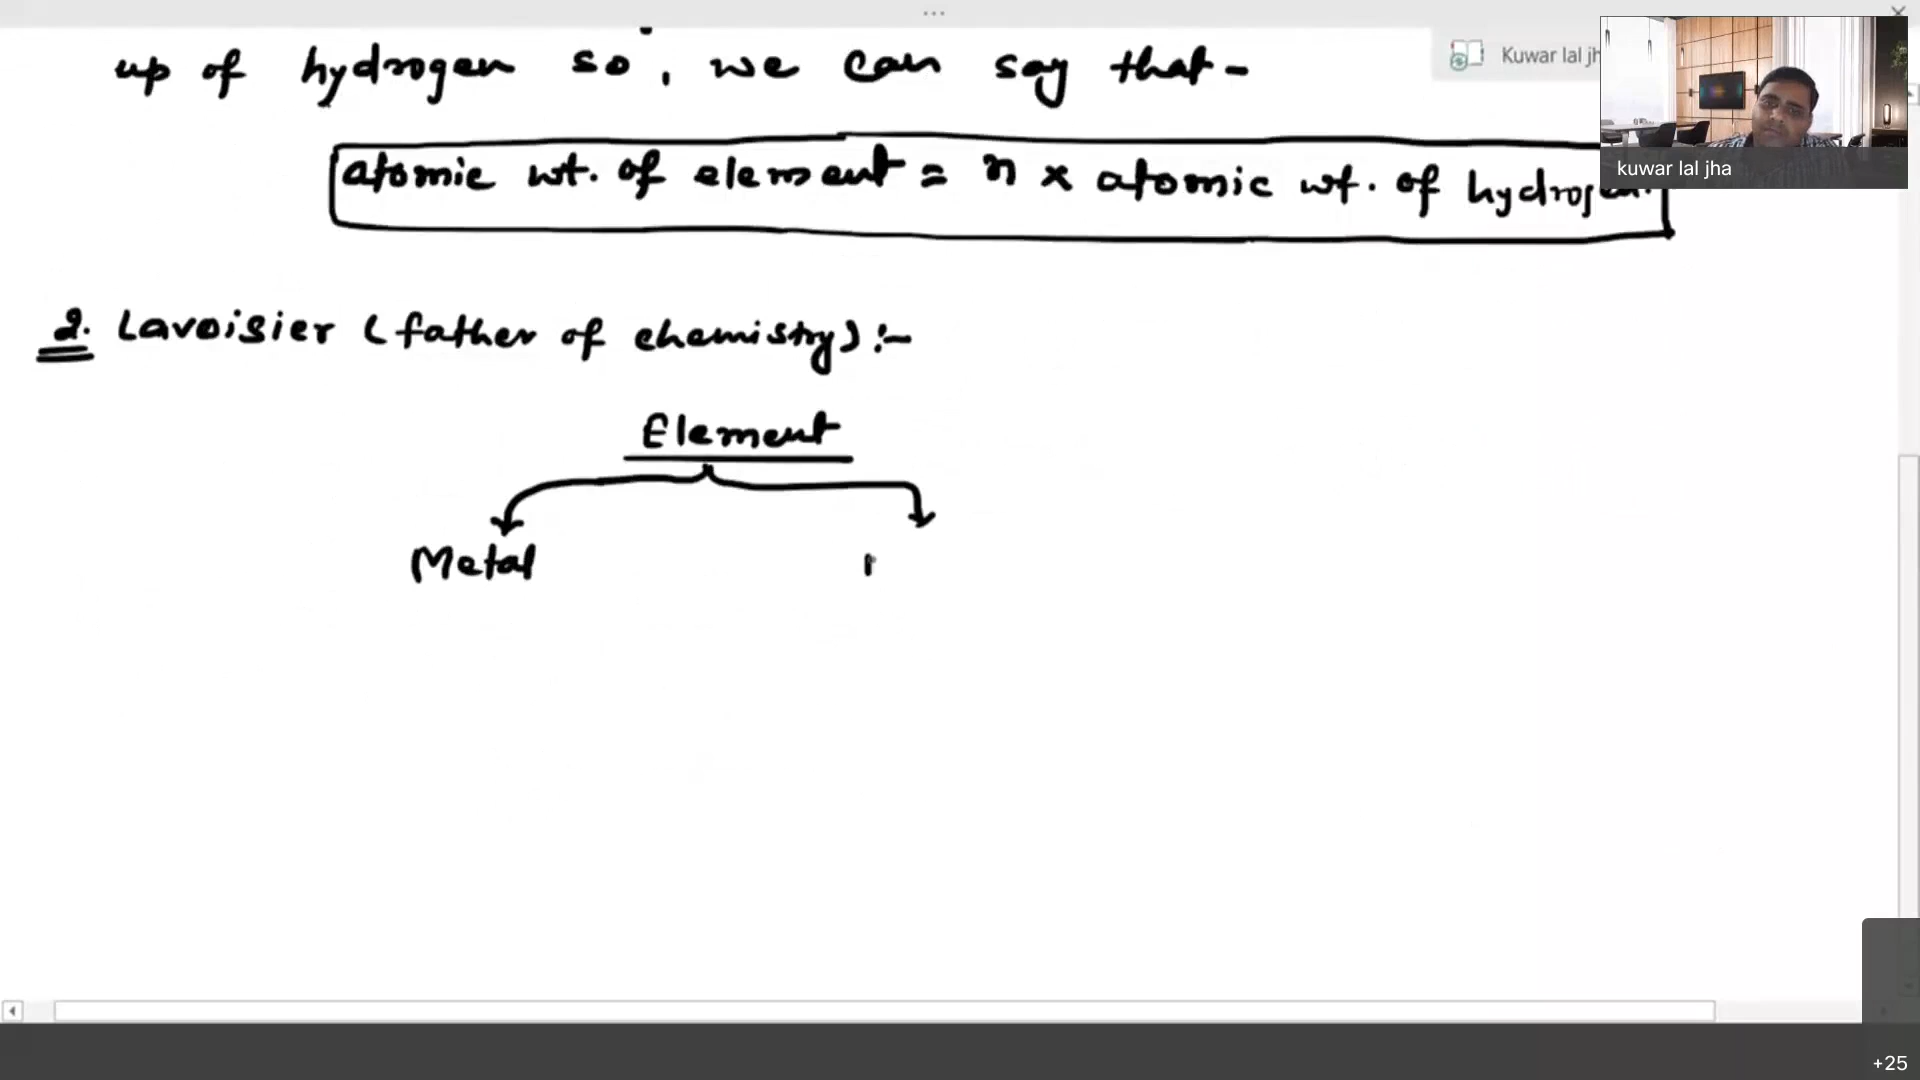 up of hydrogen so, we can say that -
Kuwar lal
kuwar lal jha
atomic wt. of element = n x atomic wt. of hydrogen.
2. Lavoisier (father of chemistry) :-
Element
Metal
+25